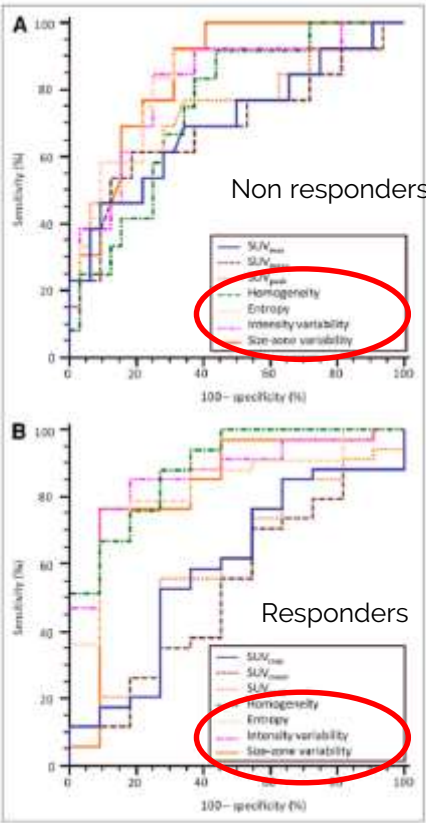 A
100
80
60
40
20
0
Sensitivity (%)
Non responders
SUVmax
SUV
SUVpeak
Homogeneity
Entropy
Intensity variability
Size-zone variability
0 20 40 60 80 100
100– specificity (%)
B
100
80
60
40
20
0
Sensitivity (%)
Responders
SUVmax
SUVmean
SUV
Homogeneity
Entropy
Intensity variability
Size-zone variability
0 20 40 60 80 100
100– specificity (%)